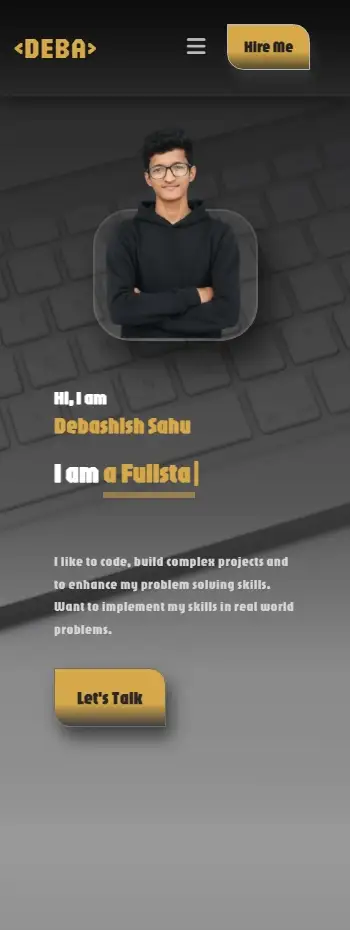 <DEBA>
Hire Me
Hi, I am
Debashish Sahu
I am a Fullsta|
I like to code, build complex projects and
to enhance my problem solving skills.
Want to implement my skills in real world
problems.
Let's Talk